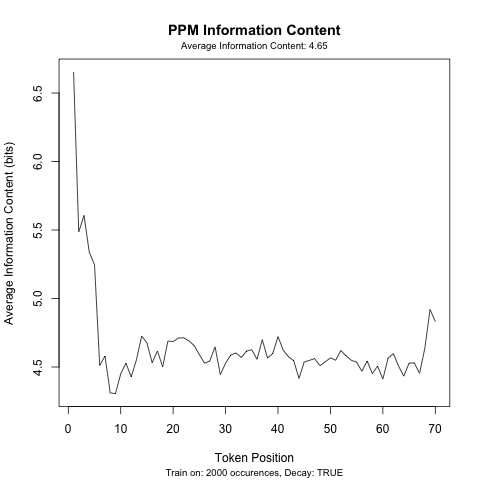 PPM Information Content
Average Information Content: 4.65
Average Information Content (bits)
6.5
6.0
5.5
5.0
4.5
0 10 20 30 40 50 60 70
Token Position
Train on: 2000 occurences, Decay: TRUE